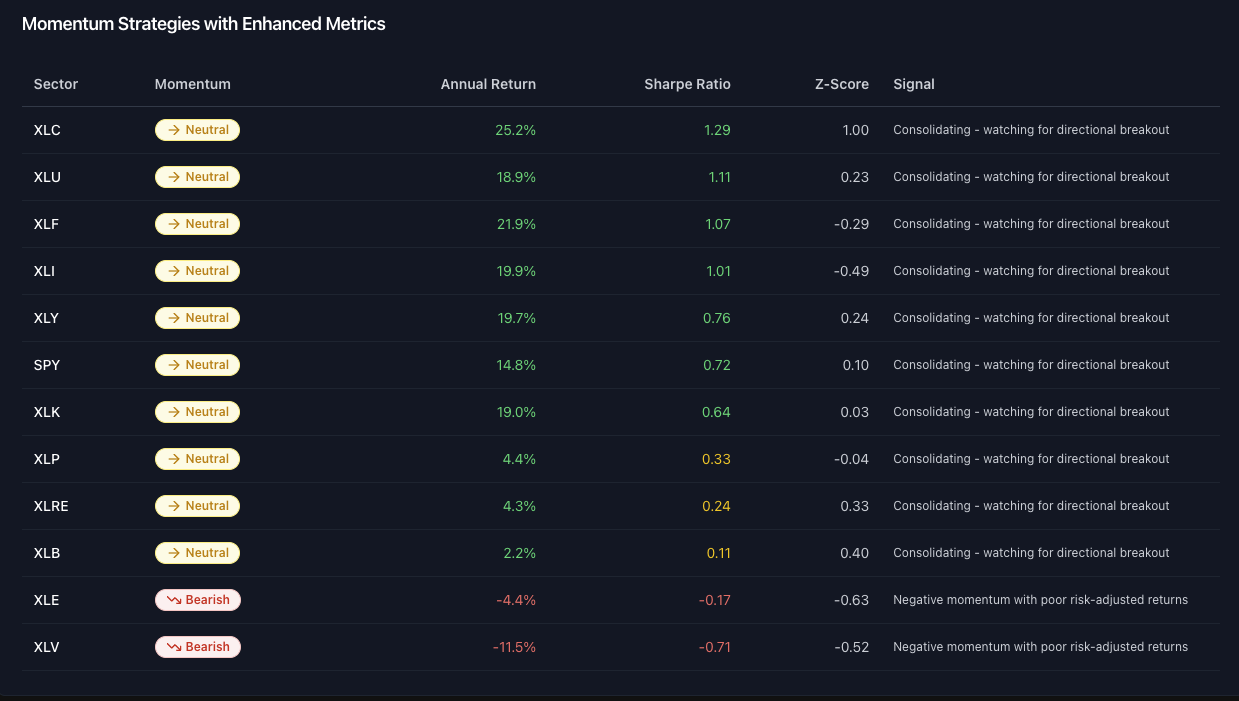 Momentum Strategies with Enhanced Metrics
Sector Momentum Annual Return Sharpe Ratio Z-Score Signal
XLC Neutral 25.2% 1.29 1.00 Consolidating - watching for directional breakout
XLU Neutral 18.9% 1.11 0.23 Consolidating - watching for directional breakout
XLF Neutral 21.9% 1.07 -0.29 Consolidating - watching for directional breakout
XLI Neutral 19.9% 1.01 -0.49 Consolidating - watching for directional breakout
XLY Neutral 19.7% 0.76 0.24 Consolidating - watching for directional breakout
SPY Neutral 14.8% 0.72 0.10 Consolidating - watching for directional breakout
XLK Neutral 19.0% 0.64 0.03 Consolidating - watching for directional breakout
XLP Neutral 4.4% 0.33 -0.04 Consolidating - watching for directional breakout
XLRE Neutral 4.3% 0.24 0.33 Consolidating - watching for directional breakout
XLB Neutral 2.2% 0.11 0.40 Consolidating - watching for directional breakout
XLE Bearish -4.4% -0.17 -0.63 Negative momentum with poor risk-adjusted returns
XLV Bearish -11.5% -0.71 -0.52 Negative momentum with poor risk-adjusted returns